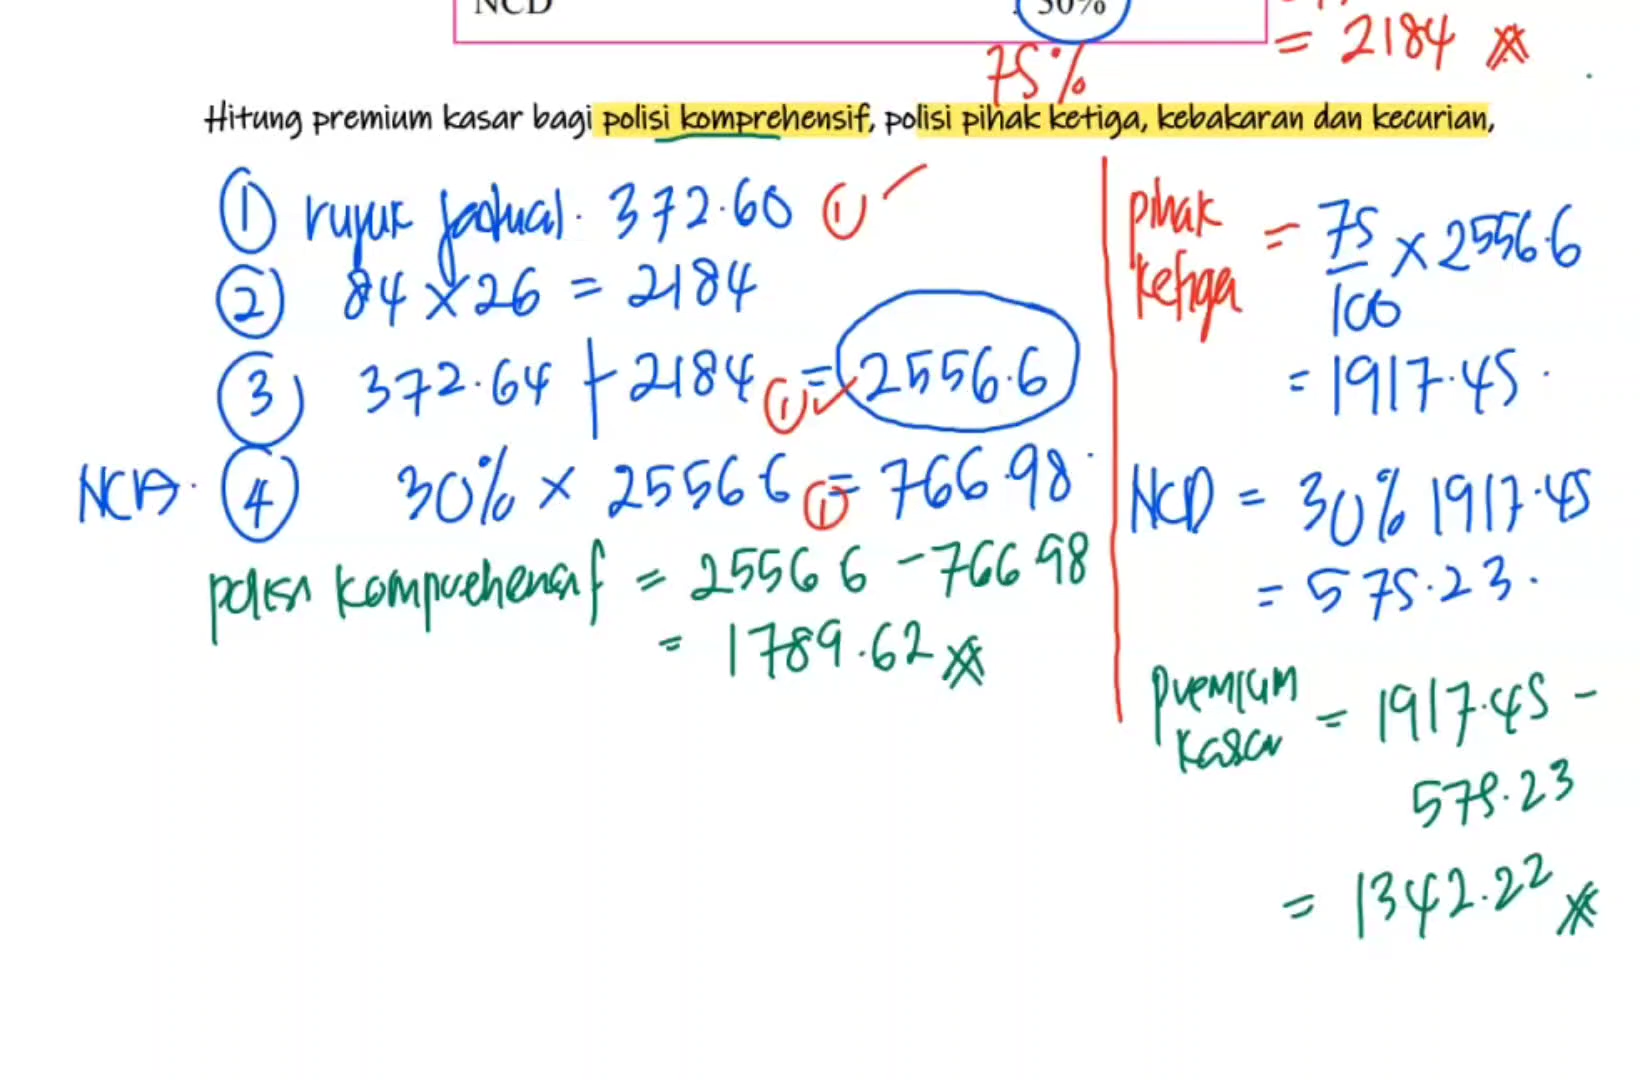 NCD 30%
= 2184
75%
Hitung premium kasar bagi polisi komprehensif, polisi pihak ketiga, kebakaran dan kecurian,
① rujuk jadual. 372.60 ①
② 84 x 26 = 2184
③ 372.64 + 2184 ① = 2556.6
NCD. ④ 30% x 2556 6 ① = 766.98
polisi komprehensif = 2556 6 - 766 98
= 1789.62
pihak ketiga = 75/100 x 2556.6
= 1917.45
NCD = 30% 1917.45
= 575.23.
premium kasar = 1917.45 -
575.23
= 1342.22